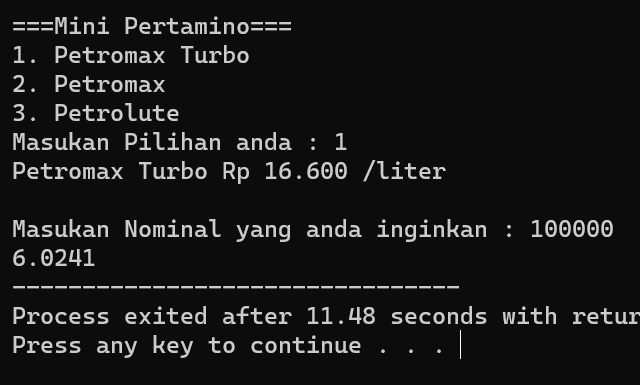 ===Mini Pertamino===
1. Petromax Turbo
2. Petromax
3. Petrolute
Masukan Pilihan anda : 1
Petromax Turbo Rp 16.600 /liter
Masukan Nominal yang anda inginkan : 100000
6.0241
--------------------------------
Process exited after 11.48 seconds with retur
Press any key to continue . . .